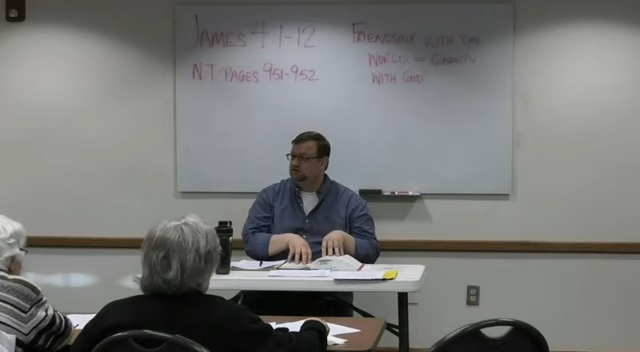 JAMES 4:1-12
N.T. PAGES 951-952
FRIENDSHIP WITH THE
WORLD = ENMITY
WITH GOD!